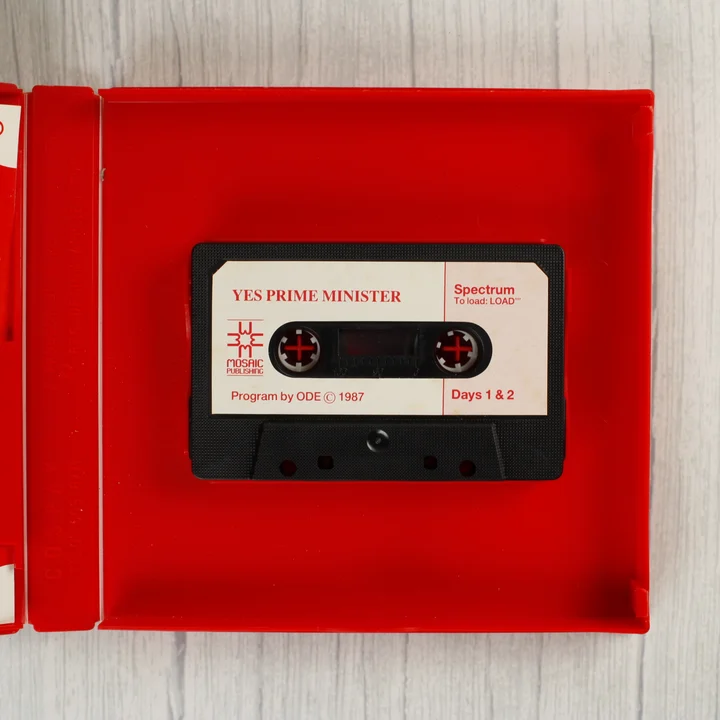 YES PRIME MINISTER
Spectrum
To load: LOAD""
MOSAIC
PUBLISHING
Program by ODE © 1987
Days 1 & 2